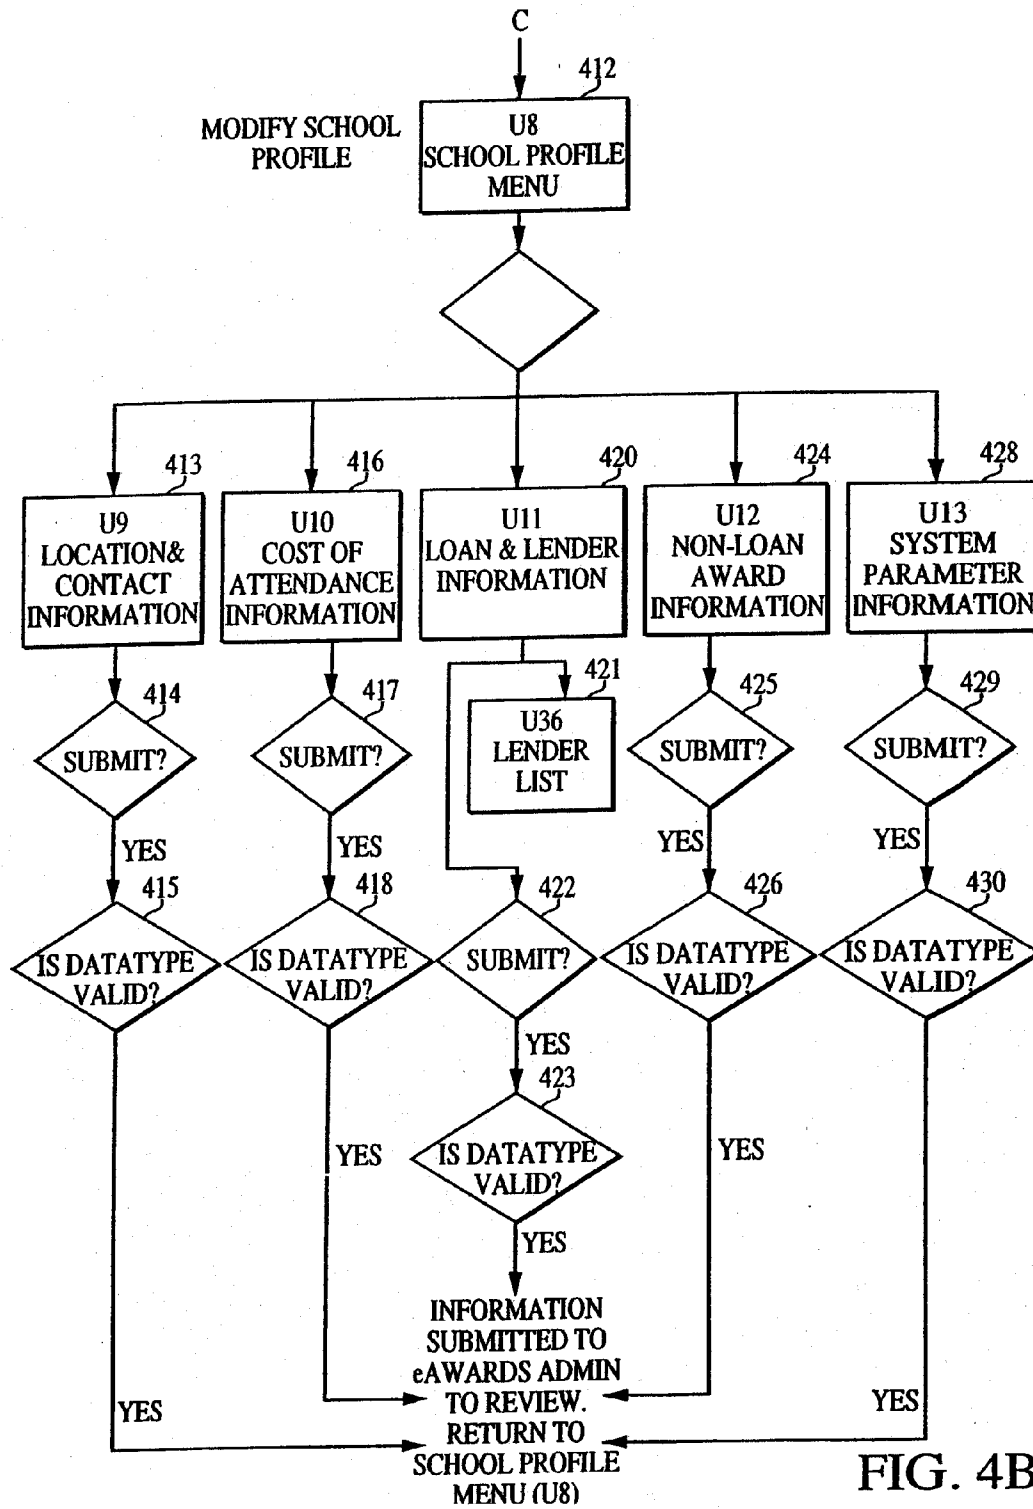 C
412
MODIFY SCHOOL
PROFILE
U8
SCHOOL PROFILE
MENU
413
416
420
424
428
U9
LOCATION&
CONTACT
INFORMATION
U10
COST OF
ATTENDANCE
INFORMATION
U11
LOAN & LENDER
INFORMATION
U12
NON-LOAN
AWARD
INFORMATION
U13
SYSTEM
PARAMETER
INFORMATION
414
417
421
425
429
SUBMIT?
SUBMIT?
U36
LENDER
LIST
SUBMIT?
SUBMIT?
YES
YES
YES
YES
415
418
422
426
430
IS DATATYPE
VALID?
IS DATATYPE
VALID?
SUBMIT?
IS DATATYPE
VALID?
IS DATATYPE
VALID?
YES
423
YES
IS DATATYPE
VALID?
YES
YES
INFORMATION
SUBMITTED TO
eAWARDS ADMIN
TO REVIEW.
RETURN TO
SCHOOL PROFILE
MENU (U8)
YES
YES
FIG. 4B